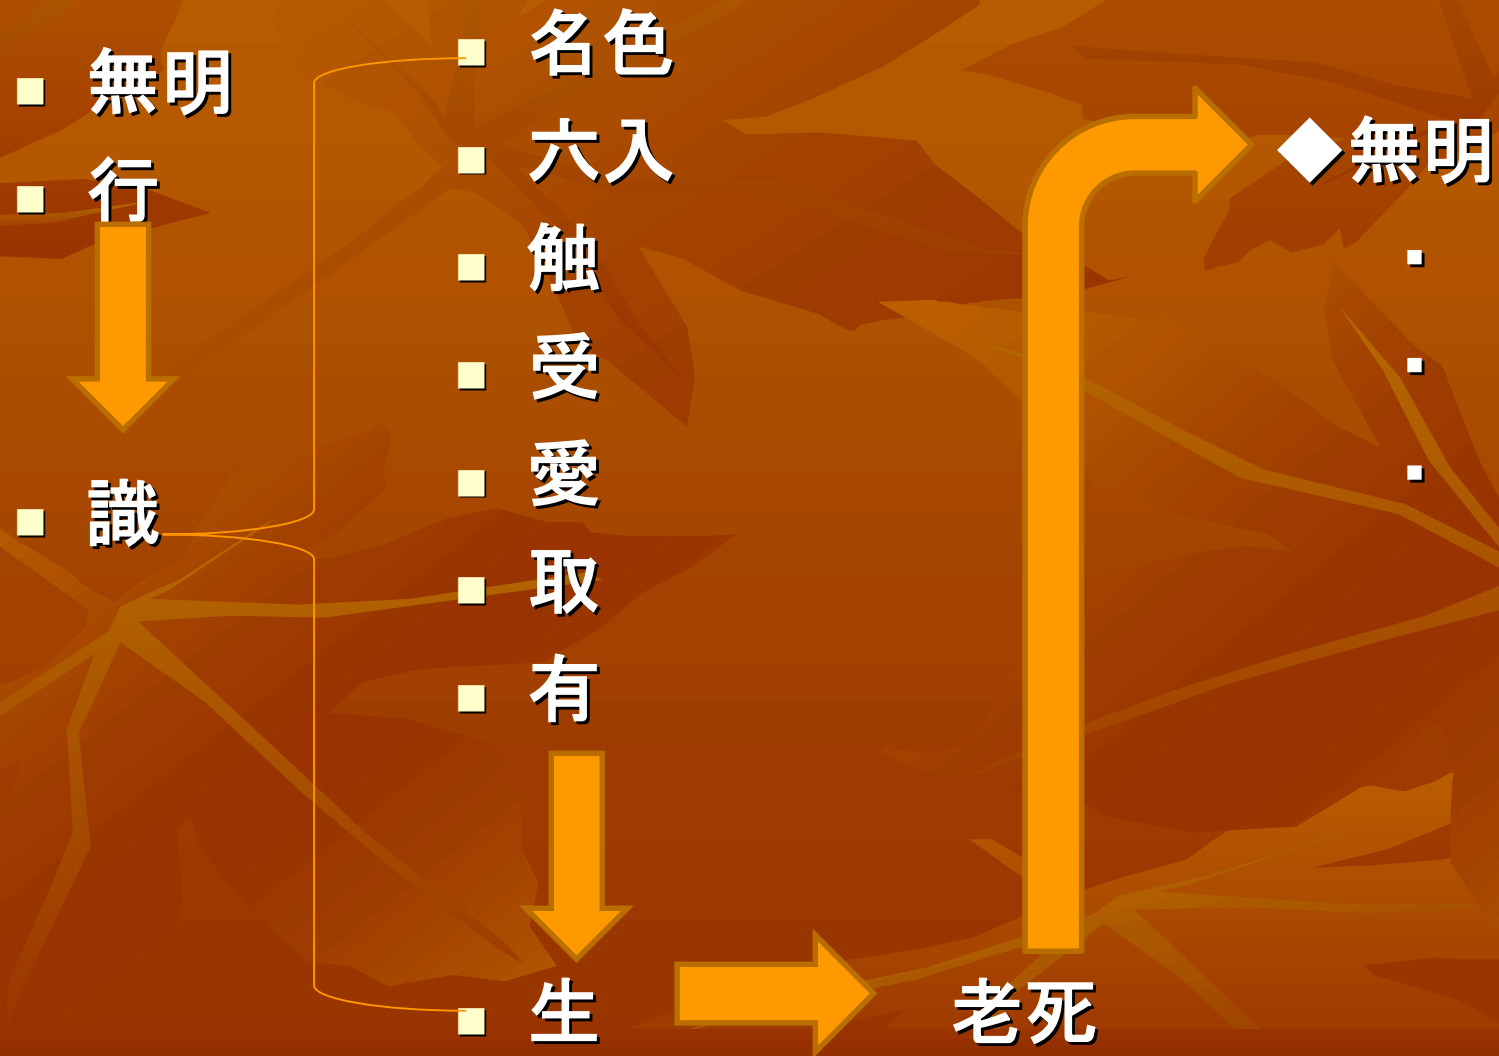 ■ 無明
■ 行
■ 識
■ 名色
■ 六入
■ 触
■ 受
■ 愛
■ 取
■ 有
■ 生
老死
◆無明
▪
▪
▪